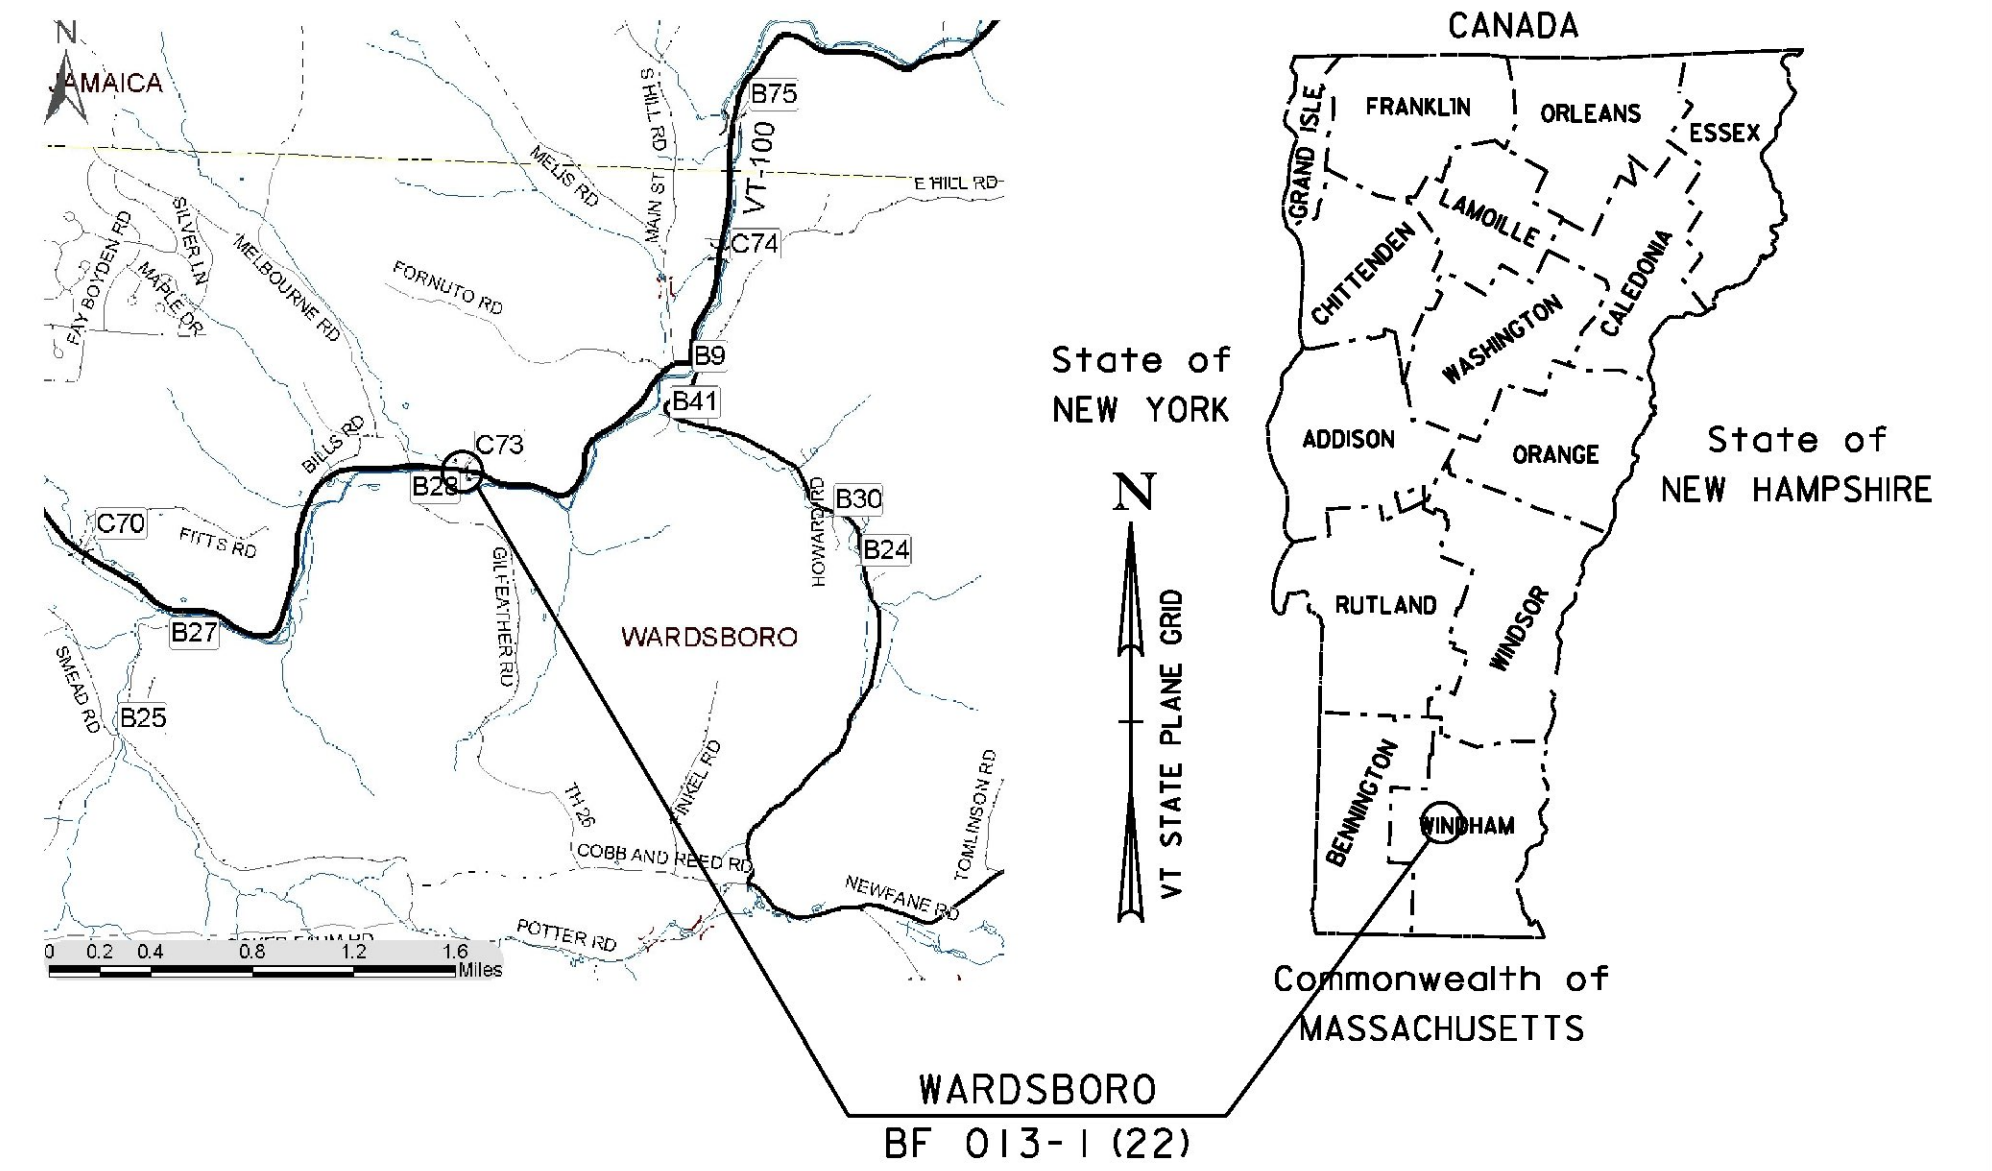 N
JAMAICA
B75
VT-100
S HILL RD
MAIN ST
MELIS RD
E HILL RD
SILVER LN
FAY BOYDEN RD
MAPLE DR
MELBOURNE RD
FORNUTO RD
C74
B9
B41
BILLS RD
C73
B28
C70
FITTS RD
HOWARD RD
B30
B24
GILFEATHER RD
B27
WARDSBORO
SMEAD RD
B25
TH 26
COBB AND REED RD
TOMLINSON RD
NEWFANE RD
POTTER RD
0 0.2 0.4 0.8 1.2 1.6
Miles
CANADA
GRAND ISLE
FRANKLIN
ORLEANS
ESSEX
LAMOILLE
CHITTENDEN
CALEDONIA
WASHINGTON
State of
NEW YORK
ADDISON
ORANGE
State of
NEW HAMPSHIRE
N
VT STATE PLANE GRID
RUTLAND
WINDSOR
BENNINGTON
WINDHAM
Commonwealth of
MASSACHUSETTS
WARDSBORO
BF 013-1 (22)